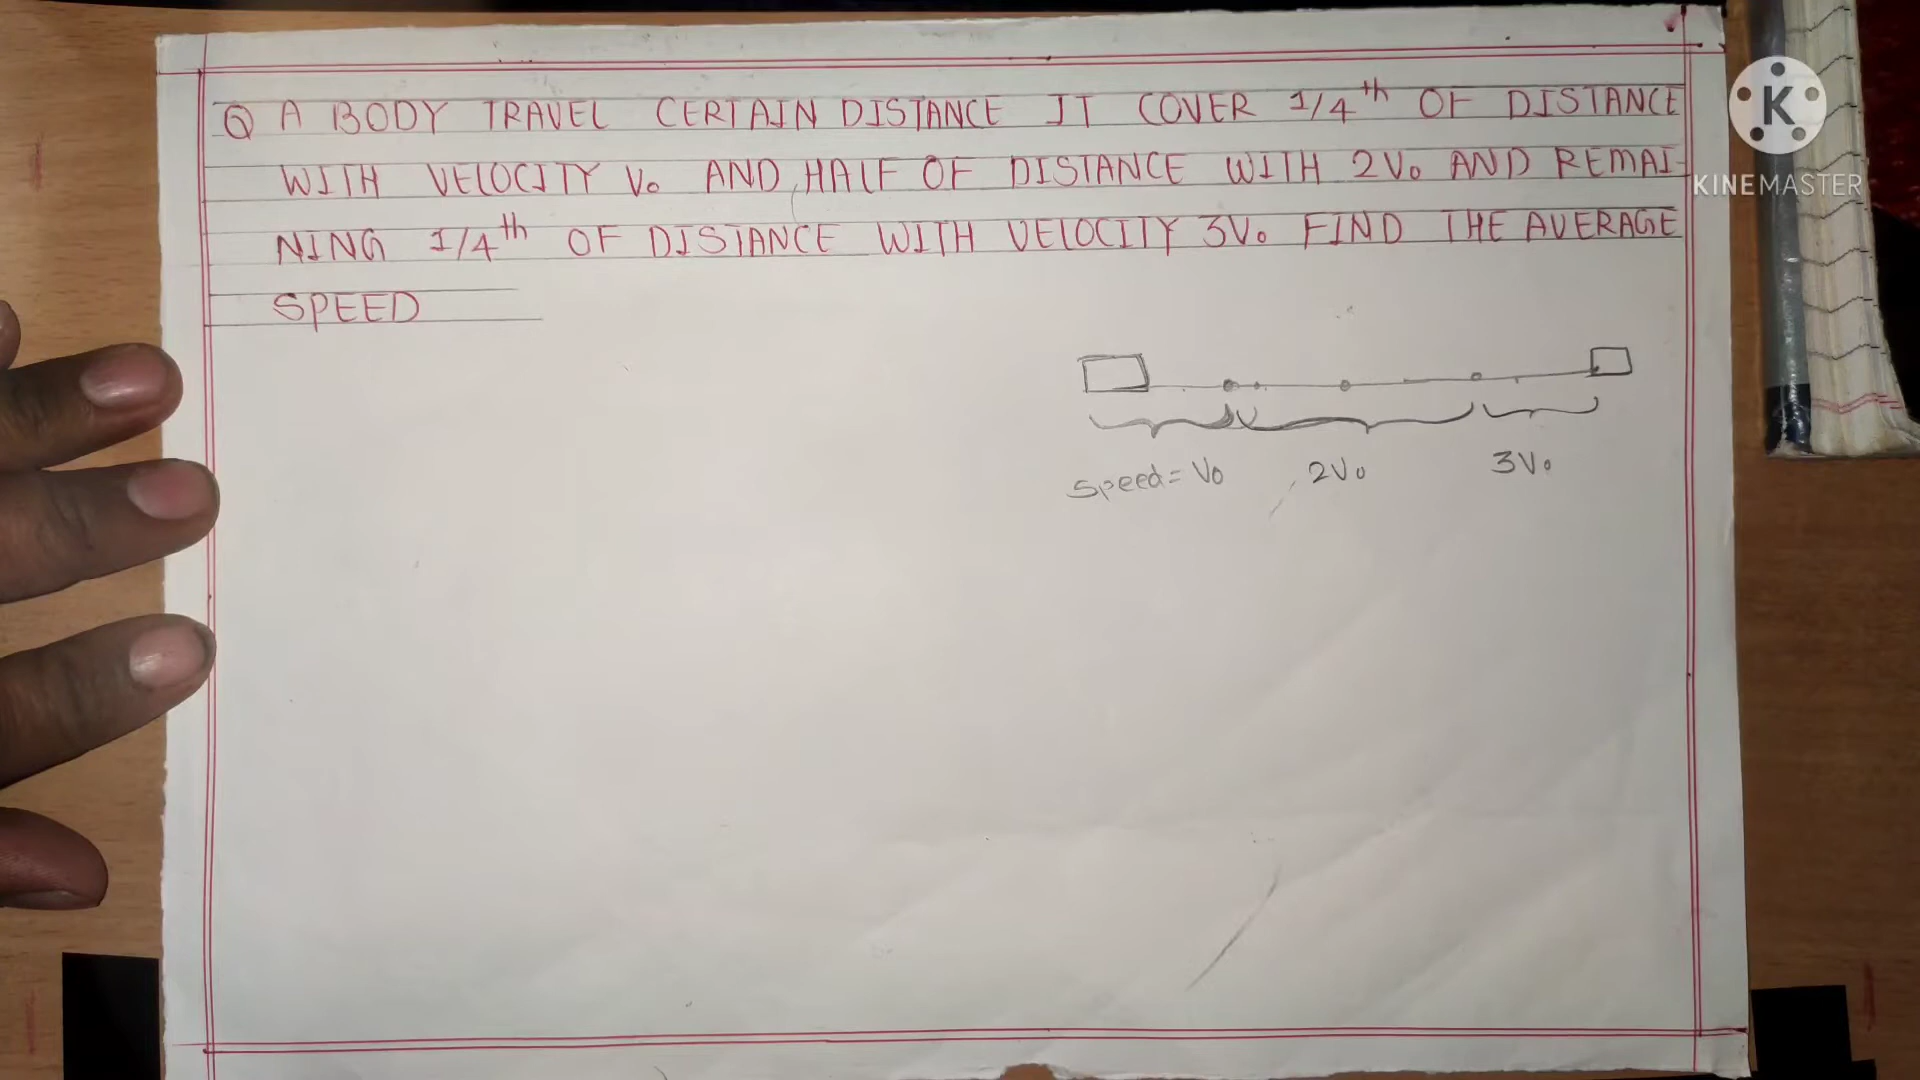 Q A BODY TRAVEL CERTAIN DISTANCE IT COVER 1/4th OF DISTANCE
WITH VELOCITY V₀ AND HALF OF DISTANCE WITH 2V₀ AND REMAI-
NING 1/4th OF DISTANCE WITH VELOCITY 3V₀ FIND THE AVERAGE
SPEED
speed = V₀ 2V₀ 3V₀
K
KINEMASTER